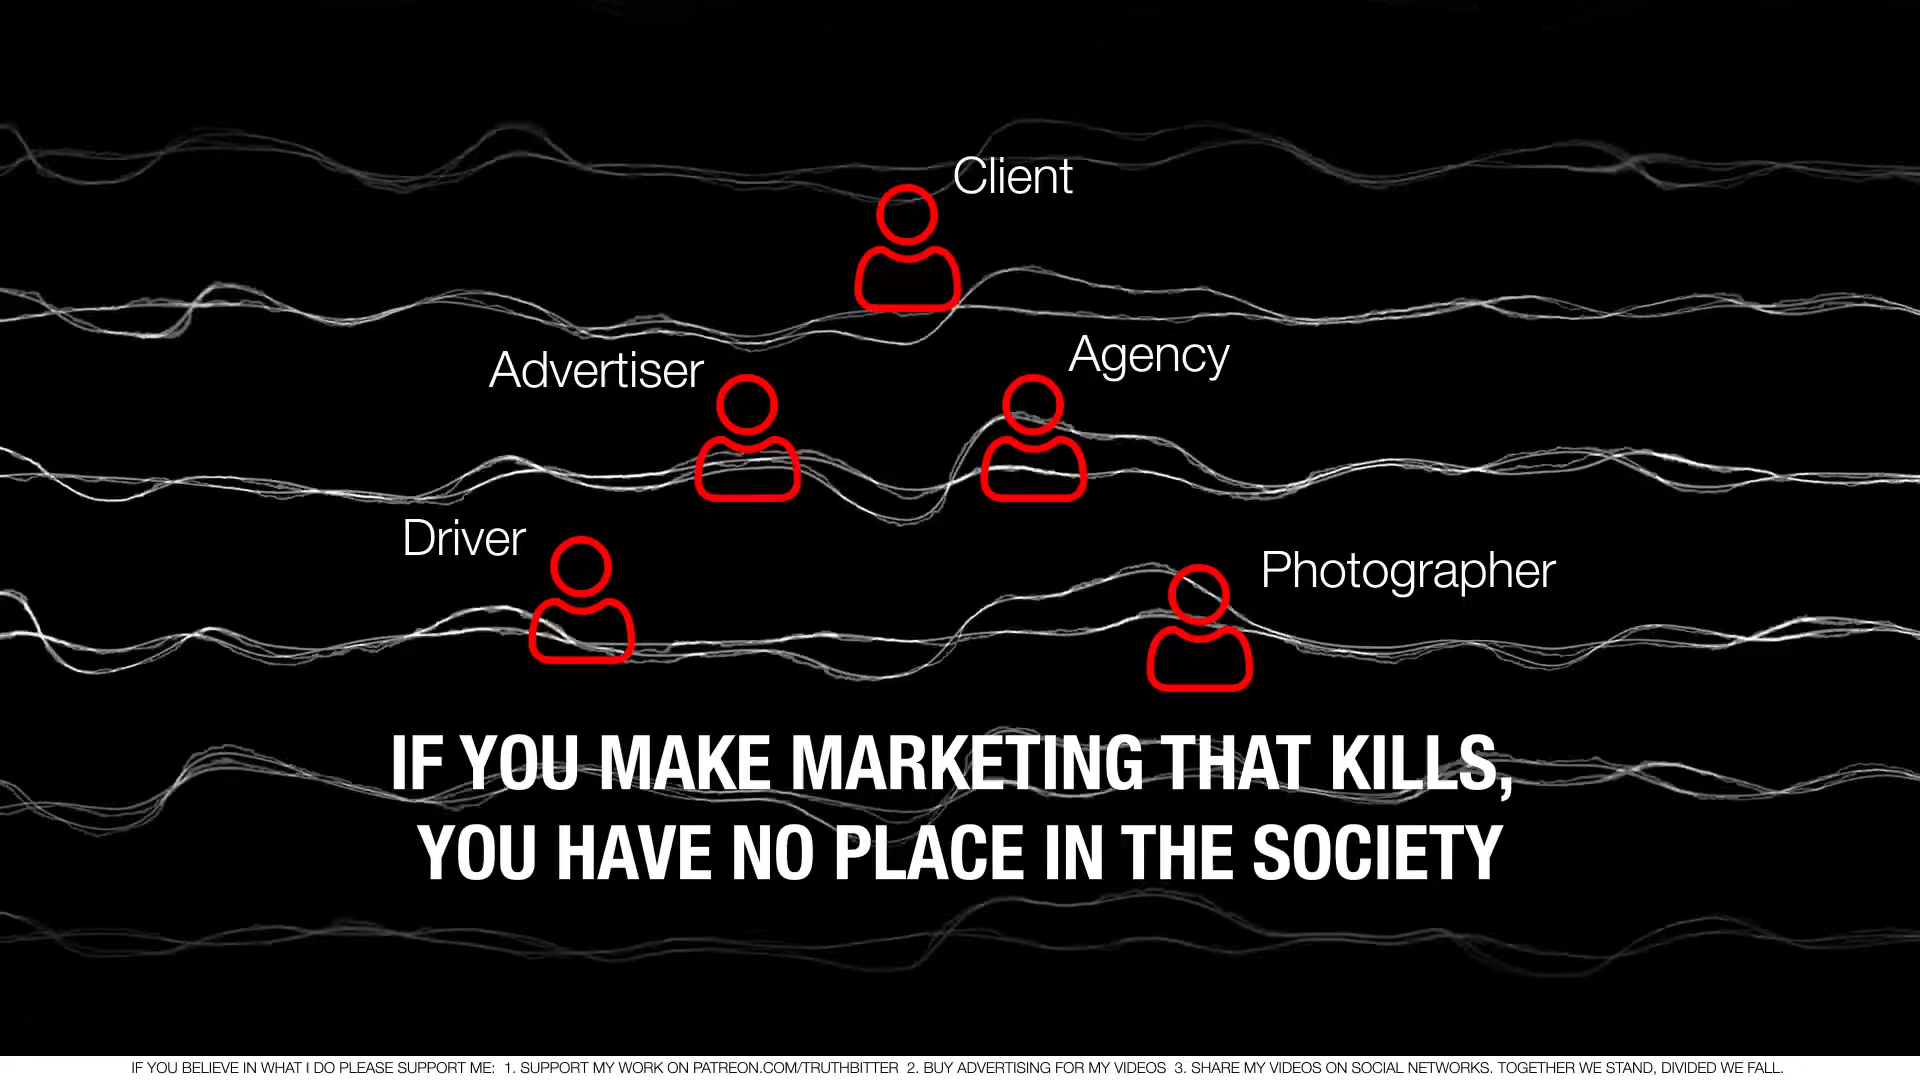 Client
Agency
Advertiser
Driver
Photographer
IF YOU MAKE MARKETING THAT KILLS,
YOU HAVE NO PLACE IN THE SOCIETY
IF YOU BELIEVE IN WHAT I DO PLEASE SUPPORT ME:  1. SUPPORT MY WORK ON PATREON.COM/TRUTHBITTER  2. BUY ADVERTISING FOR MY VIDEOS  3. SHARE MY VIDEOS ON SOCIAL NETWORKS. TOGETHER WE STAND, DIVIDED WE FALL.